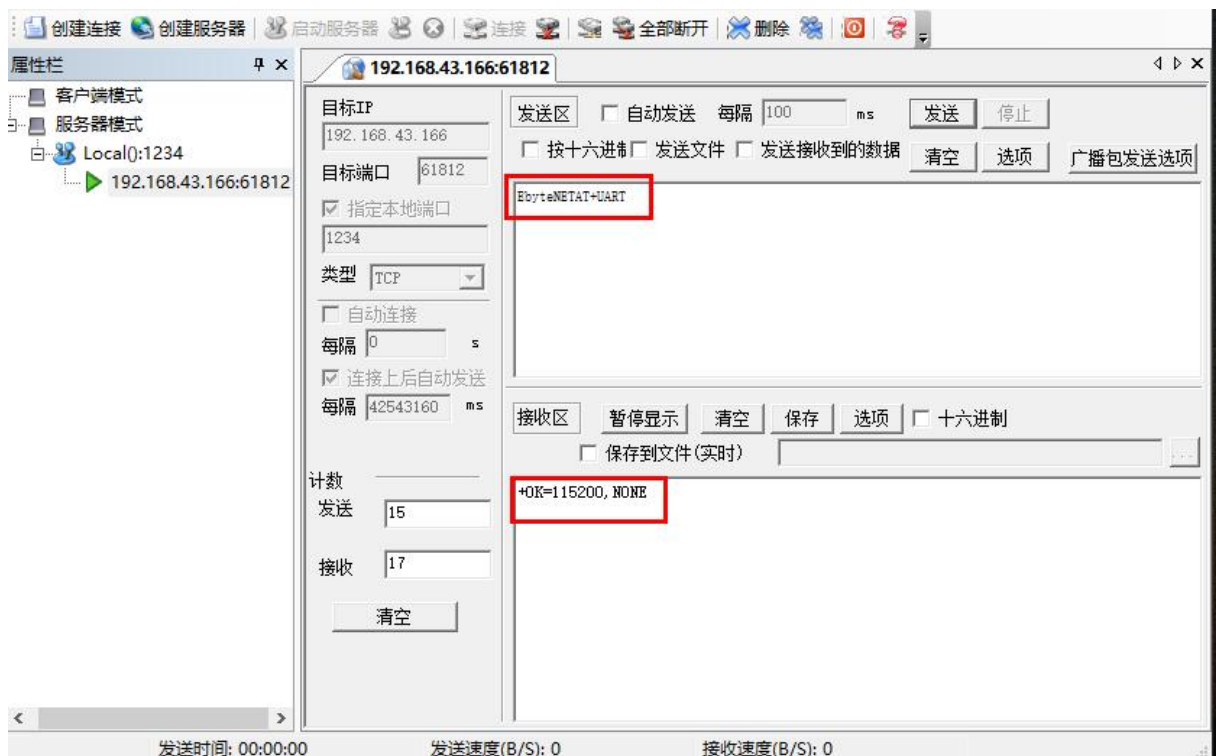 创建连接 创建服务器 启动服务器 连接 全部断开 删除
属性栏
客户端模式
服务器模式
Local():1234
192.168.43.166:61812
192.168.43.166:61812
目标IP
192.168.43.166
目标端口 61812
指定本地端口
1234
类型 TCP
自动连接
每隔 0 s
连接上后自动发送
每隔 42543160 ms
计数
发送 15
接收 17
清空
发送区 自动发送 每隔 100 ms 发送 停止
按十六进制 发送文件 发送接收到的数据 清空 选项 广播包发送选项
EbyteNETAT+UART
接收区 暂停显示 清空 保存 选项 十六进制
保存到文件(实时) ...
+OK=115200,NONE
发送时间: 00:00:00 发送速度(B/S): 0 接收速度(B/S): 0